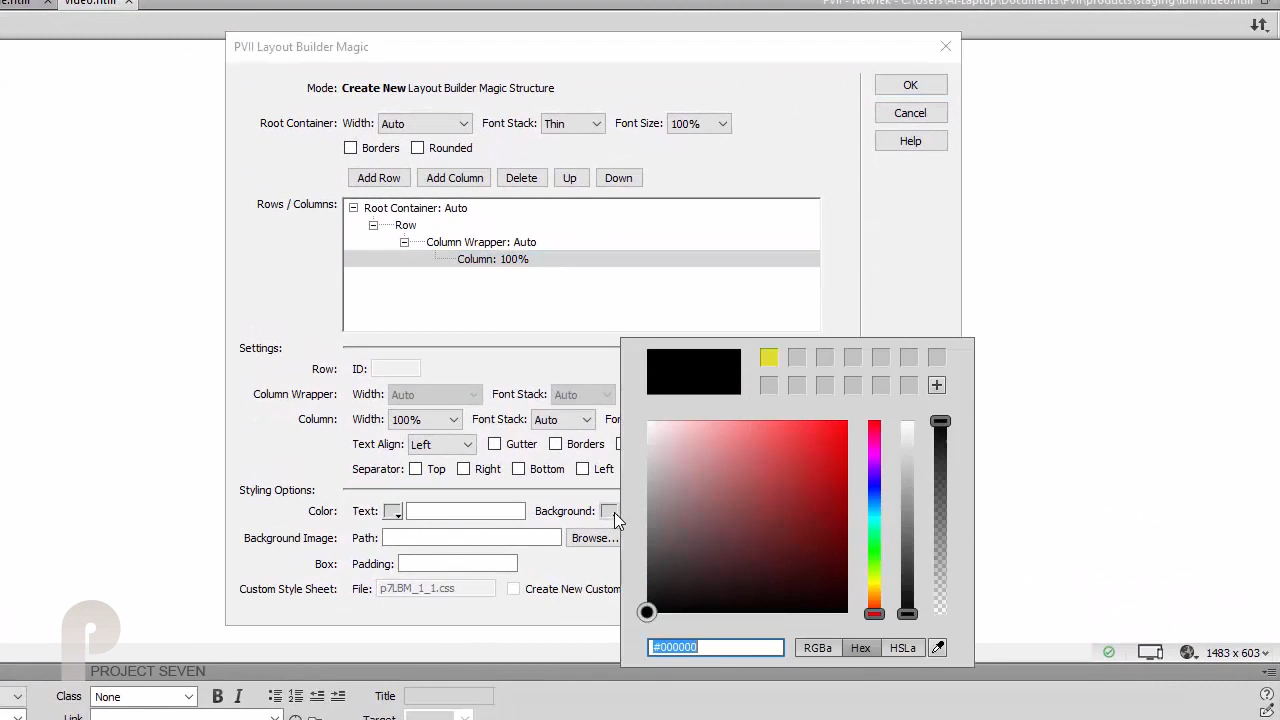 video.htm
PVII Layout Builder Magic
Mode: Create New Layout Builder Magic Structure
OK
Root Container: Width: Auto Font Stack: Thin Font Size: 100%
Cancel
Borders Rounded
Help
Add Row Add Column Delete Up Down
Rows / Columns:
Root Container: Auto
Row
Column Wrapper: Auto
Column: 100%
Settings:
Row: ID:
Column Wrapper: Width: Auto Font Stack: Auto
Column: Width: 100% Font Stack: Auto Fo
Text Align: Left Gutter Borders
Separator: Top Right Bottom Left
Styling Options:
Color: Text: Background:
Background Image: Path: Browse...
Box: Padding:
Custom Style Sheet: File: p7LBM_1_1.css Create New Custom
#000000 RGBa Hex HSLa
1483 x 603
PROJECT SEVEN
Class None B I Title
Link Target